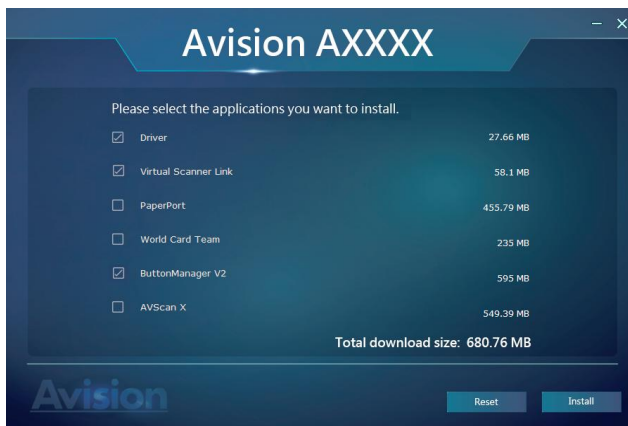 Avision AXXXX
Please select the applications you want to install.
Driver 27.66 MB
Virtual Scanner Link 58.1 MB
PaperPort 455.79 MB
World Card Team 235 MB
ButtonManager V2 595 MB
AVScan X 549.39 MB
Total download size: 680.76 MB
Avision
Reset Install